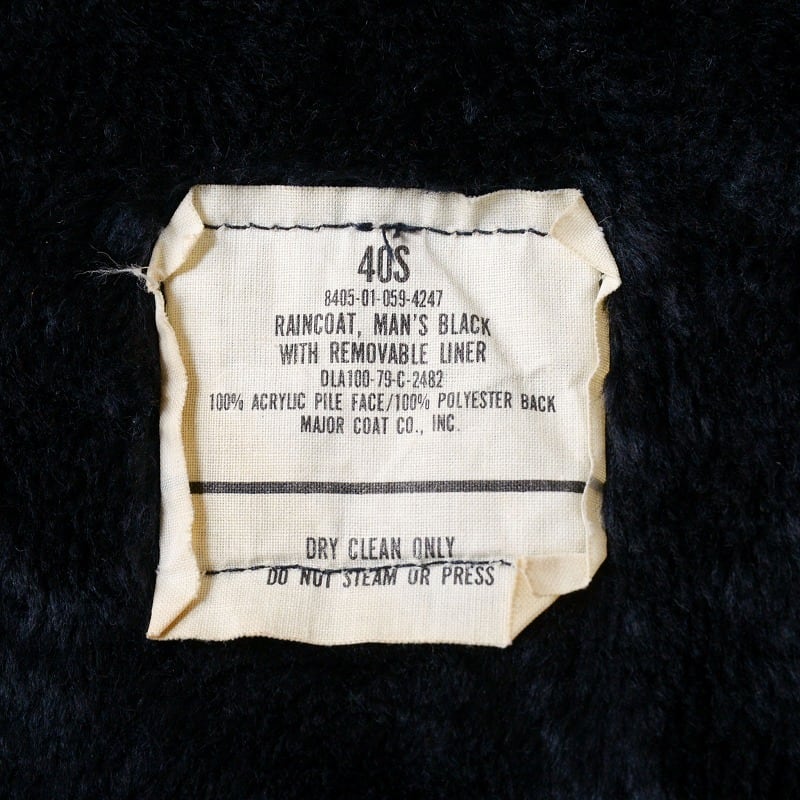 40S
8405-01-059-4247
RAINCOAT, MAN'S BLACK
WITH REMOVABLE LINER
DLA100-79-C-2482
100% ACRYLIC PILE FACE/100% POLYESTER BACK
MAJOR COAT CO., INC.
DRY CLEAN ONLY
DO NOT STEAM OR PRESS